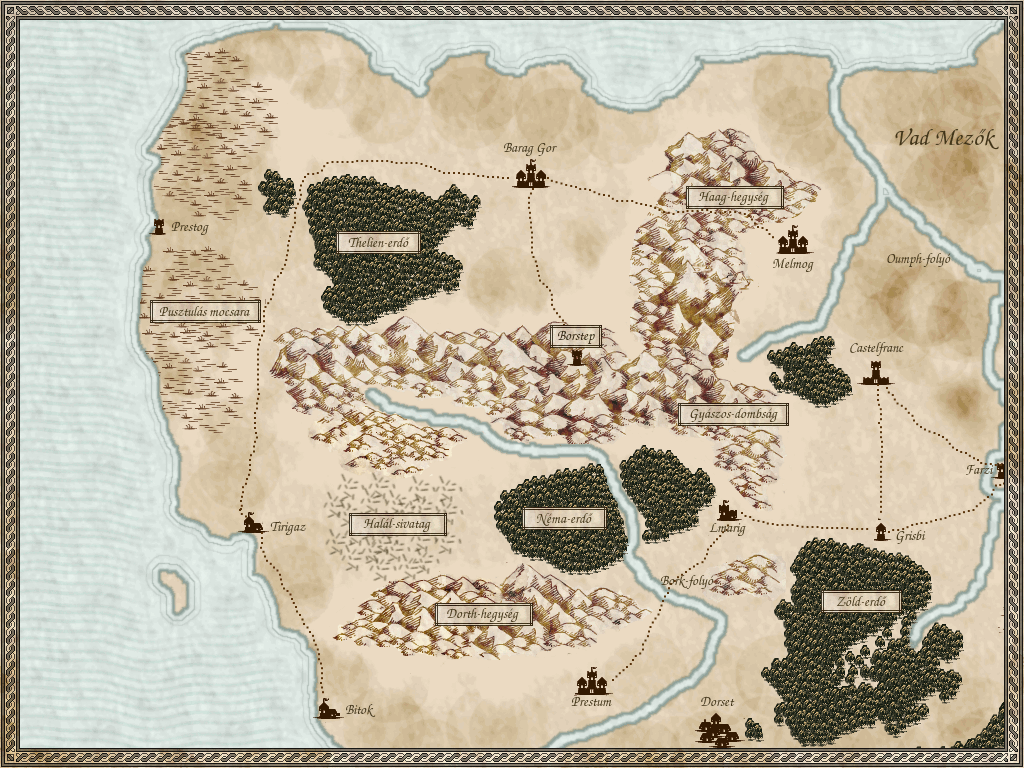 Vad Mezők
Barag Gor
Haag-hegység
Prestog
Thelien-erdő
Melmog
Oumph-folyó
Pusztulás mocsara
Borstep
Castelfranc
Gyászos-dombság
Farzi
Halál-sivatag
Néma-erdő
Lmarig
Tirigaz
Grisbi
Bork-folyó
Zöld-erdő
Dorth-hegység
Prestum
Dorset
Bitok